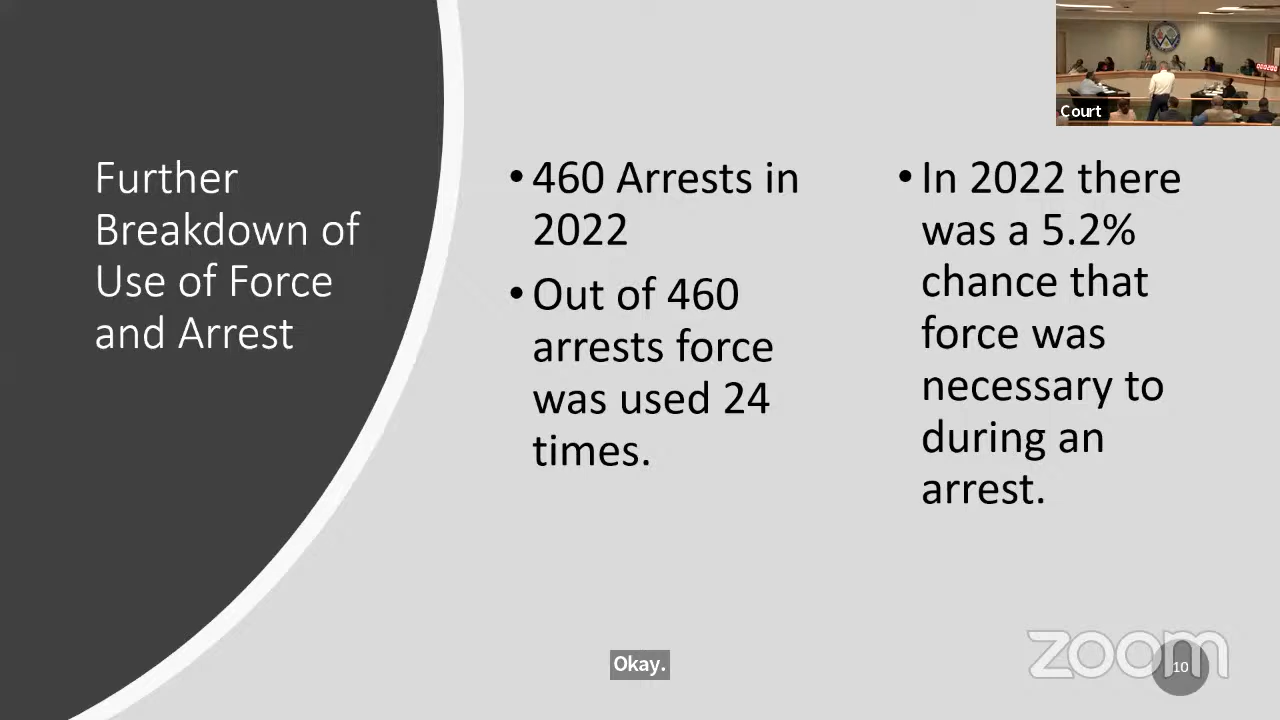 Court
Further
Breakdown of
Use of Force
and Arrest
• 460 Arrests in
2022
• Out of 460
arrests force
was used 24
times.
• In 2022 there
was a 5.2%
chance that
force was
necessary to
during an
arrest.
Okay.
zoom
10